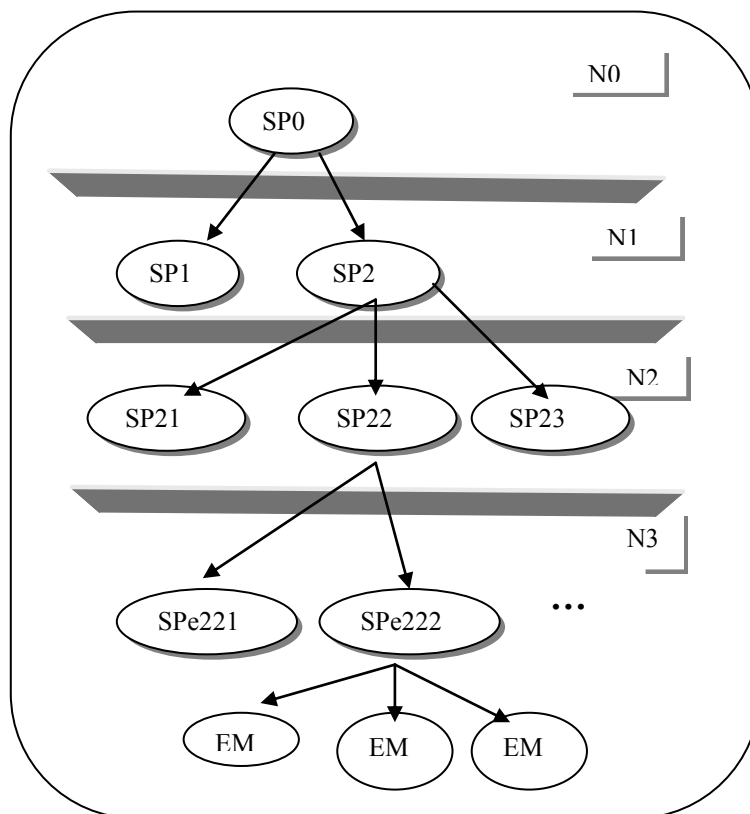 N0
SP0
N1
SP1 SP2
N2
SP21 SP22 SP23
N3
SPe221 SPe222 ...
EM EM EM